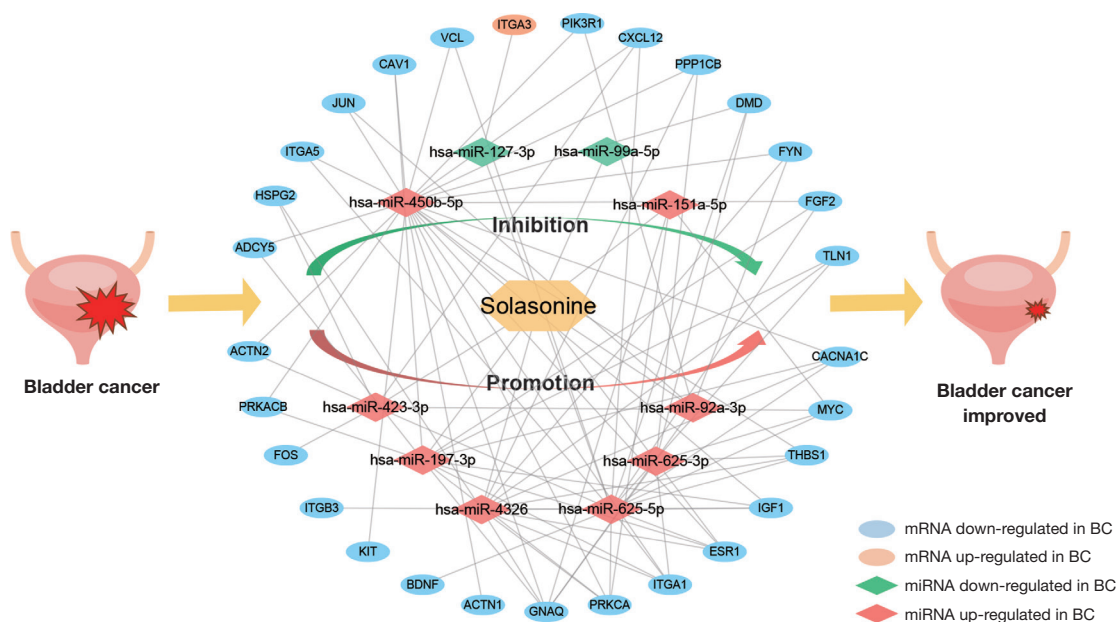 ITGA3
PIK3R1
VCL
CXCL12
CAV1
PPP1CB
JUN
DMD
ITGA5
hsa-miR-127-3p
hsa-miR-99a-5p
FYN
HSPG2
hsa-miR-450b-5p
hsa-miR-151a-5p
FGF2
Inhibition
ADCY5
TLN1
Solasonine
ACTN2
CACNA1C
Bladder cancer
Promotion
Bladder cancer
improved
PRKACB
hsa-miR-423-3p
hsa-miR-92a-3p
MYC
FOS
hsa-miR-197-3p
hsa-miR-625-3p
THBS1
ITGB3
hsa-miR-4326
hsa-miR-625-5p
IGF1
KIT
ESR1
BDNF
ITGA1
ACTN1
GNAQ
PRKCA
mRNA down-regulated in BC
mRNA up-regulated in BC
miRNA down-regulated in BC
miRNA up-regulated in BC